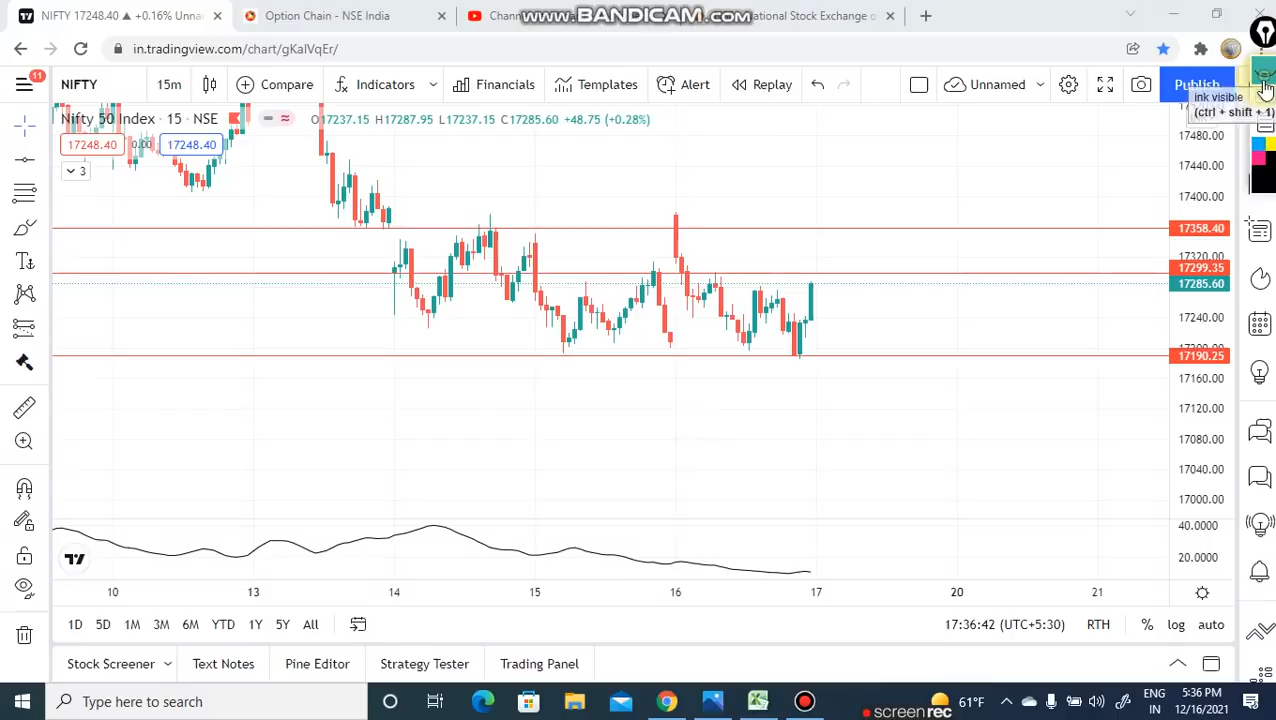 NIFTY 17248.40 ▲ +0.16% Unna
Option Chain - NSE India
Chann
www.BANDICAM.com
ational Stock Exchange o
in.tradingview.com/chart/gKaIVqEr/
11
NIFTY
15m
Compare
Indicators
Financials
Templates
Alert
Replay
Unnamed
Publish
ink visible
(ctrl + shift + 1)
Nifty 50 Index · 15 · NSE
O17237.15 H17287.95 L17237.15 C17285.60 +48.75 (+0.28%)
17248.40
0.00
17248.40
3
17480.00
17440.00
17400.00
17358.40
17320.00
17299.35
17285.60
17240.00
17200.00
17190.25
17160.00
17120.00
17080.00
17040.00
17000.00
40.0000
20.0000
10 13 14 15 16 17 20 21
1D 5D 1M 3M 6M YTD 1Y 5Y All
17:36:42 (UTC+5:30)
RTH
% log auto
Stock Screener
Text Notes
Pine Editor
Strategy Tester
Trading Panel
Type here to search
screenrec
61°F
ENG
IN
5:36 PM
12/16/2021